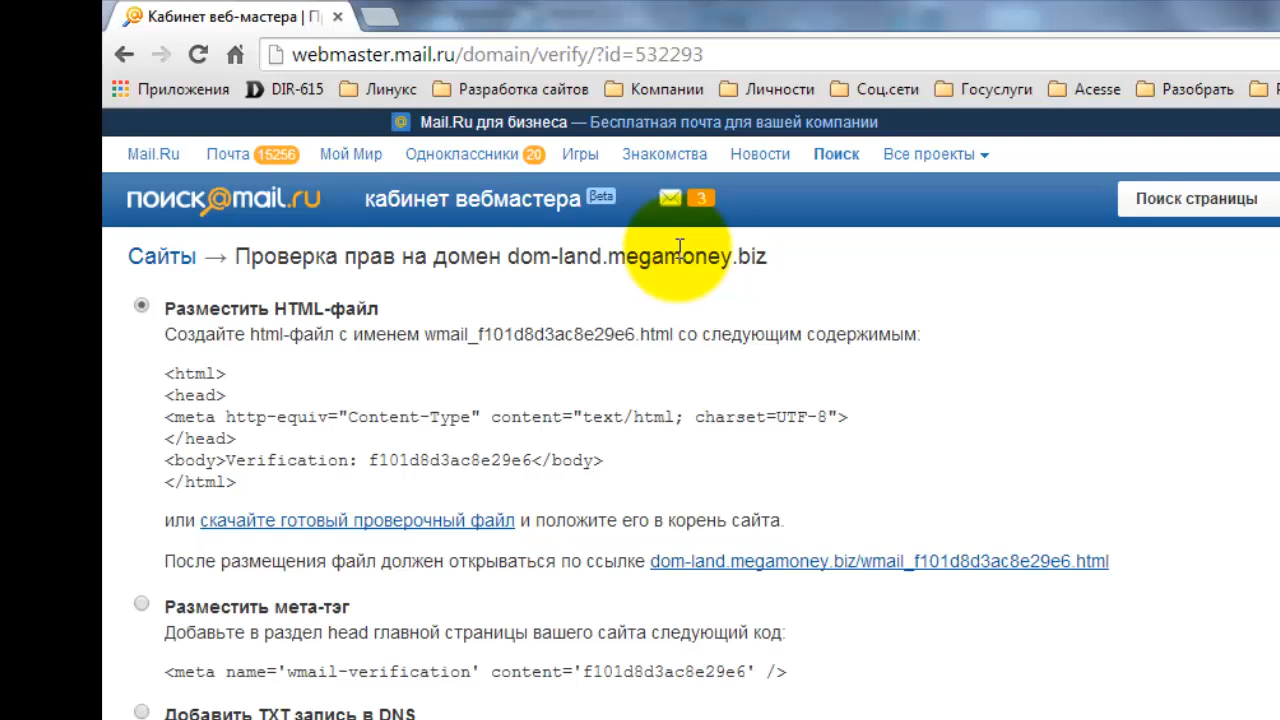 Кабинет веб-мастера | П
webmaster.mail.ru/domain/verify/?id=532293
Приложения DIR-615 Линукс Разработка сайтов Компании Личности Соц.сети Госуслуги Acesse Разобрать
Mail.Ru для бизнеса — Бесплатная почта для вашей компании
Mail.Ru Почта 15256 Мой Мир Одноклассники 20 Игры Знакомства Новости Поиск Все проекты
поиск@mail.ru кабинет вебмастера βeta 3 Поиск страницы
Сайты → Проверка прав на домен dom-land.megamoney.biz
Разместить HTML-файл
Создайте html-файл с именем wmail_f101d8d3ac8e29e6.html со следующим содержимым:
<html>
<head>
<meta http-equiv="Content-Type" content="text/html; charset=UTF-8">
</head>
<body>Verification: f101d8d3ac8e29e6</body>
</html>
или скачайте готовый проверочный файл и положите его в корень сайта.
После размещения файл должен открываться по ссылке dom-land.megamoney.biz/wmail_f101d8d3ac8e29e6.html
Разместить мета-тэг
Добавьте в раздел head главной страницы вашего сайта следующий код:
<meta name='wmail-verification' content='f101d8d3ac8e29e6' />
Добавить TXT запись в DNS